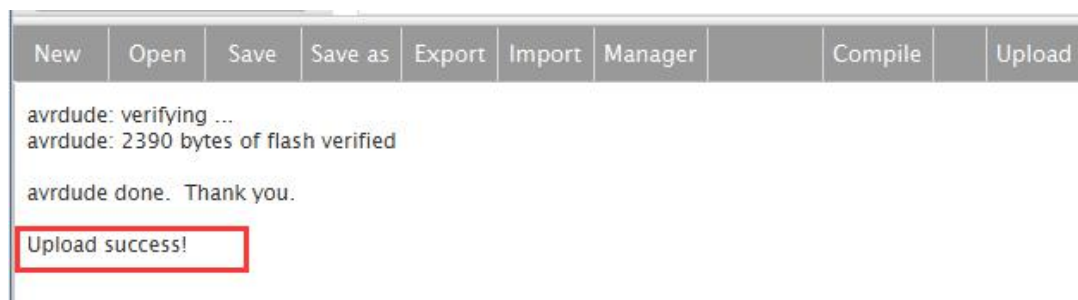 New Open Save Save as Export Import Manager Compile Upload
avrdude: verifying ...
avrdude: 2390 bytes of flash verified
avrdude done.  Thank you.
Upload success!